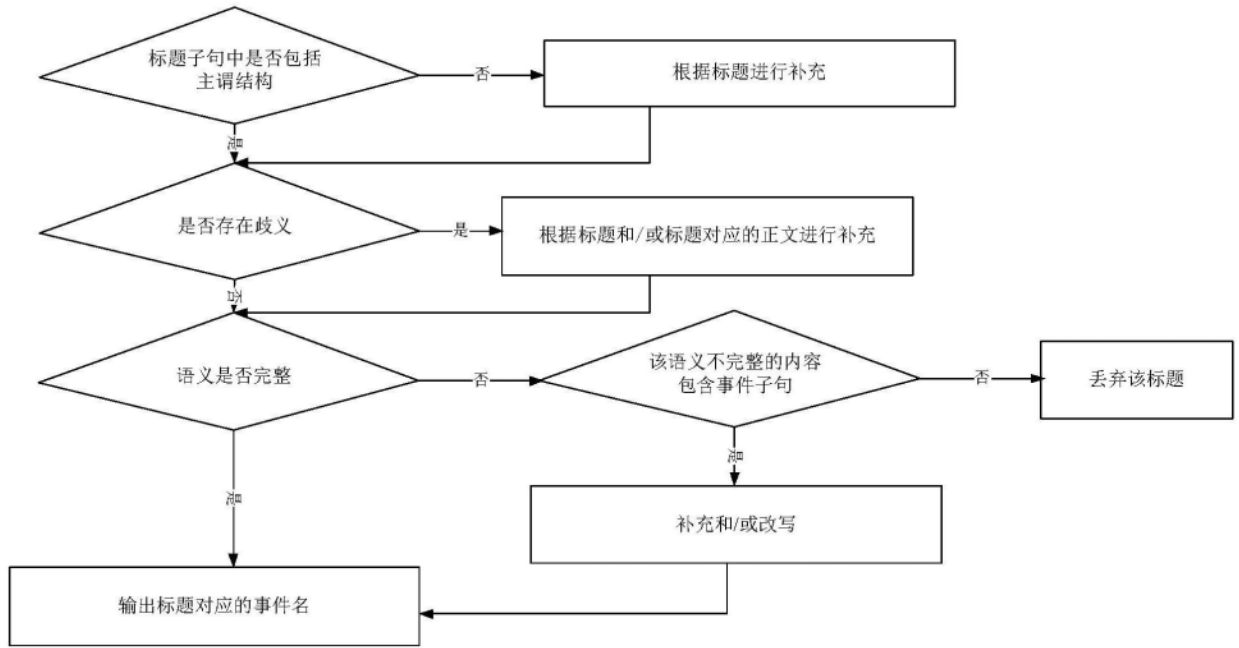 标题子句中是否包括
主谓结构
否
根据标题进行补充
是
是否存在歧义
是
根据标题和/或标题对应的正文进行补充
否
语义是否完整
否
该语义不完整的内容
包含事件子句
否
丢弃该标题
是
是
补充和/或改写
输出标题对应的事件名